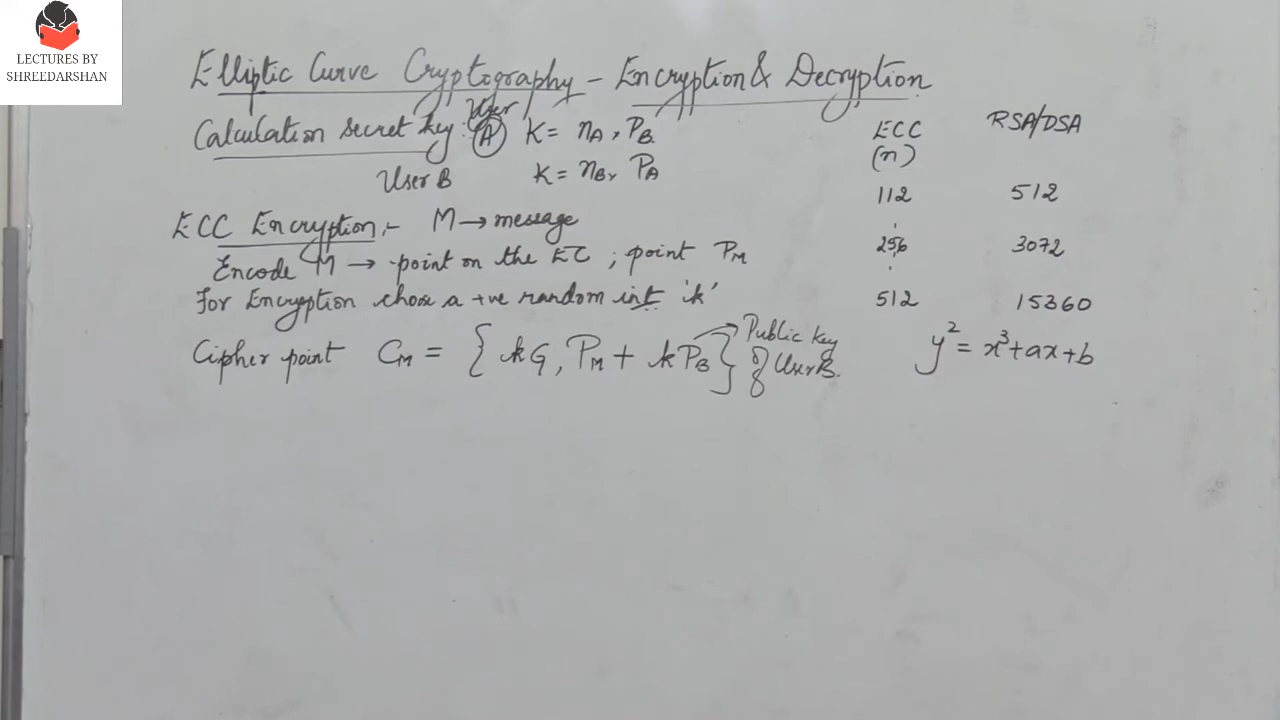 LECTURES BY
SHREEDARSHAN
Elliptic Curve Cryptography - Encryption & Decryption
Calculation secret key: User A K = nA, PB
User B K = nB, PA
ECC Encryption :- M → message
Encode M → point on the EC ; point PM
For Encryption chose a +ve random int 'k'
Cipher point CM = { kG, PM + kPB } → Public key
of User B.
ECC RSA/DSA
(n)
112 512
256 3072
512 15360
y² = x³+ax+b